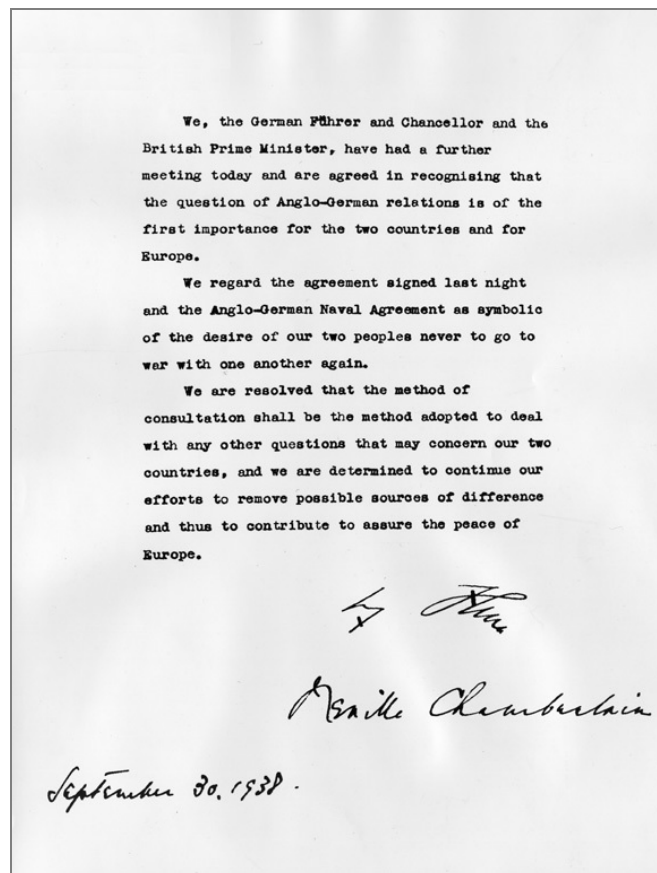 We, the German Führer and Chancellor and the
British Prime Minister, have had a further
meeting today and are agreed in recognising that
the question of Anglo-German relations is of the
first importance for the two countries and for
Europe.
We regard the agreement signed last night
and the Anglo-German Naval Agreement as symbolic
of the desire of our two peoples never to go to
war with one another again.
We are resolved that the method of
consultation shall be the method adopted to deal
with any other questions that may concern our two
countries, and we are determined to continue our
efforts to remove possible sources of difference
and thus to contribute to assure the peace of
Europe.
Neville Chamberlain
September 30, 1938.